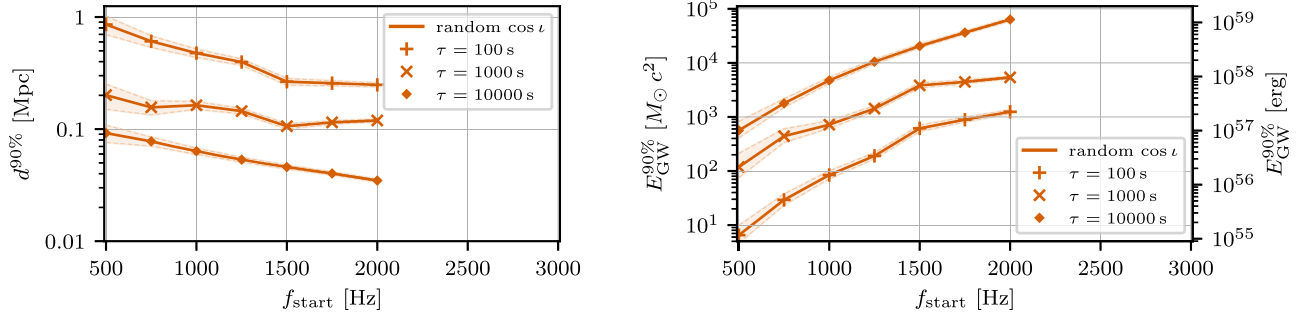 1
0.1
0.01
d^{90%} [Mpc]
500 1000 1500 2000 2500 3000
f_start [Hz]
random cos ι
τ = 100 s
τ = 1000 s
τ = 10000 s
10^5
10^4
10^3
10^2
10^1
E_GW^{90%} [M_⊙ c^2]
500 1000 1500 2000 2500 3000
f_start [Hz]
random cos ι
τ = 100 s
τ = 1000 s
τ = 10000 s
10^59
10^58
10^57
10^56
10^55
E_GW^{90%} [erg]